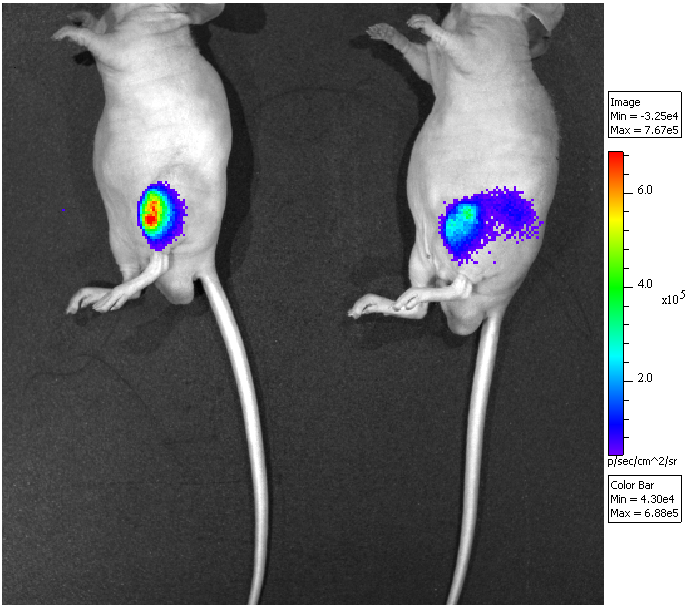 Image
Min = -3.25e4
Max = 7.67e5
6.0
4.0
x10^5
2.0
p/sec/cm^2/sr
Color Bar
Min = 4.30e4
Max = 6.88e5